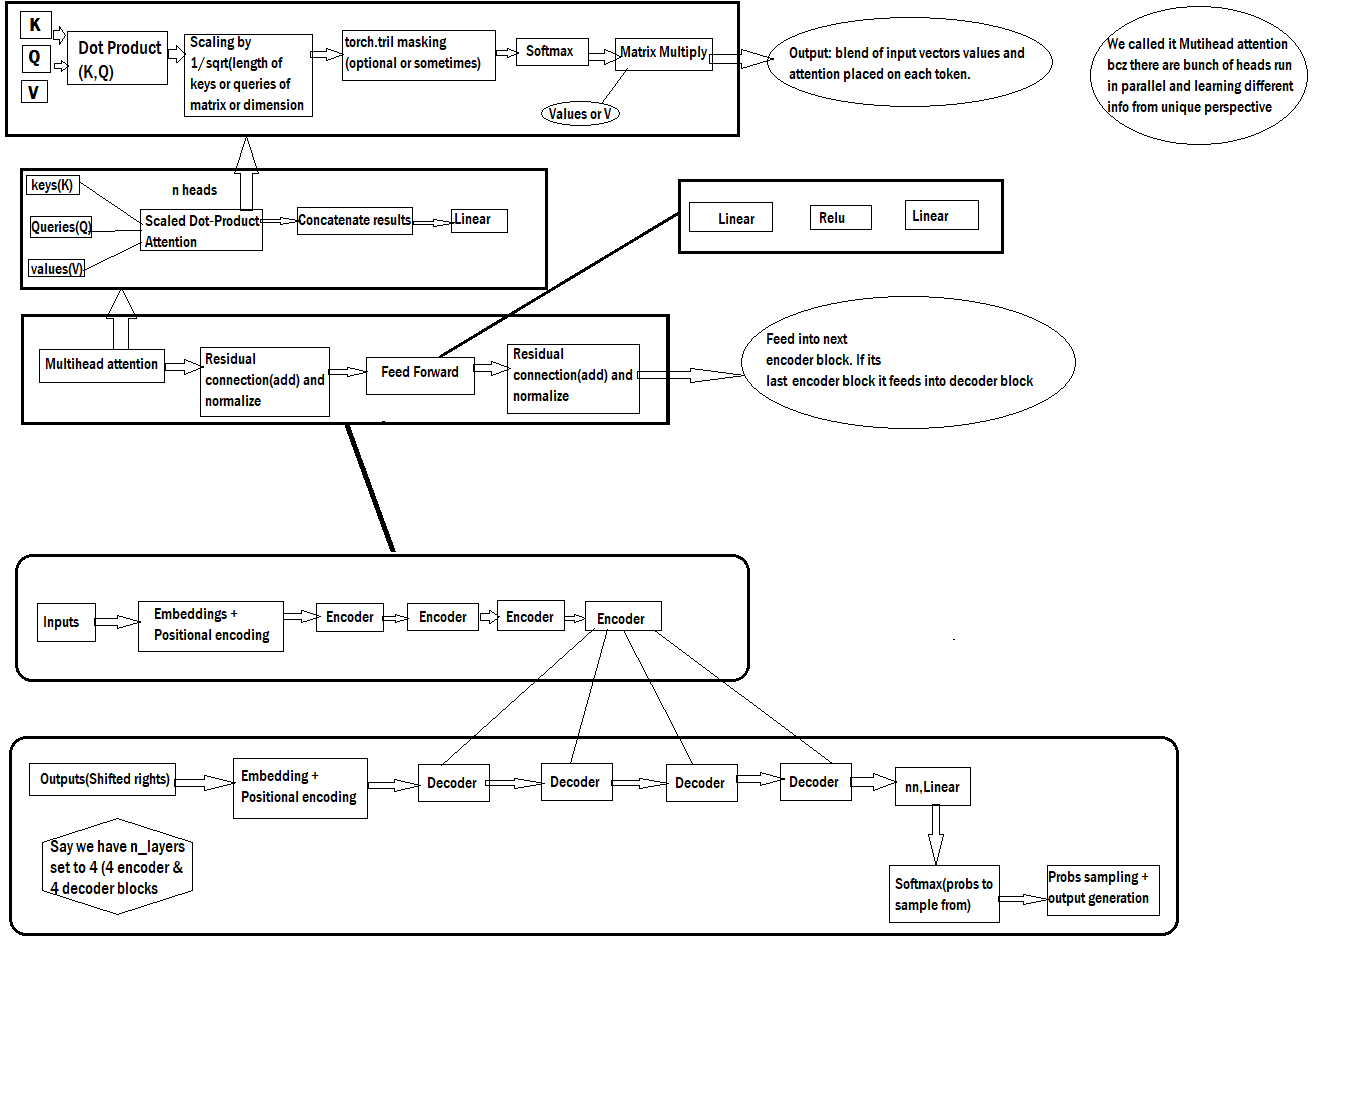 K
Q
V
Dot Product
(K,Q)
Scaling by
1/sqrt(length of
keys or queries of
matrix or dimension
torch.tril masking
(optional or sometimes)
Softmax
Matrix Multiply
Values or V
Output: blend of input vectors values and
attention placed on each token.
We called it Mutihead attention
bcz there are bunch of heads run
in parallel and learning different
info from unique perspective
keys(K)
Queries(Q)
values(V)
n heads
Scaled Dot-Product
Attention
Concatenate results
Linear
Linear
Relu
Linear
Multihead attention
Residual
connection(add) and
normalize
Feed Forward
Residual
connection(add) and
normalize
Feed into next
encoder block. If its
last encoder block it feeds into decoder block
Inputs
Embeddings +
Positional encoding
Encoder
Encoder
Encoder
Encoder
Outputs(Shifted rights)
Embedding +
Positional encoding
Decoder
Decoder
Decoder
Decoder
nn,Linear
Say we have n_layers
set to 4 (4 encoder &
4 decoder blocks
Softmax(probs to
sample from)
Probs sampling +
output generation